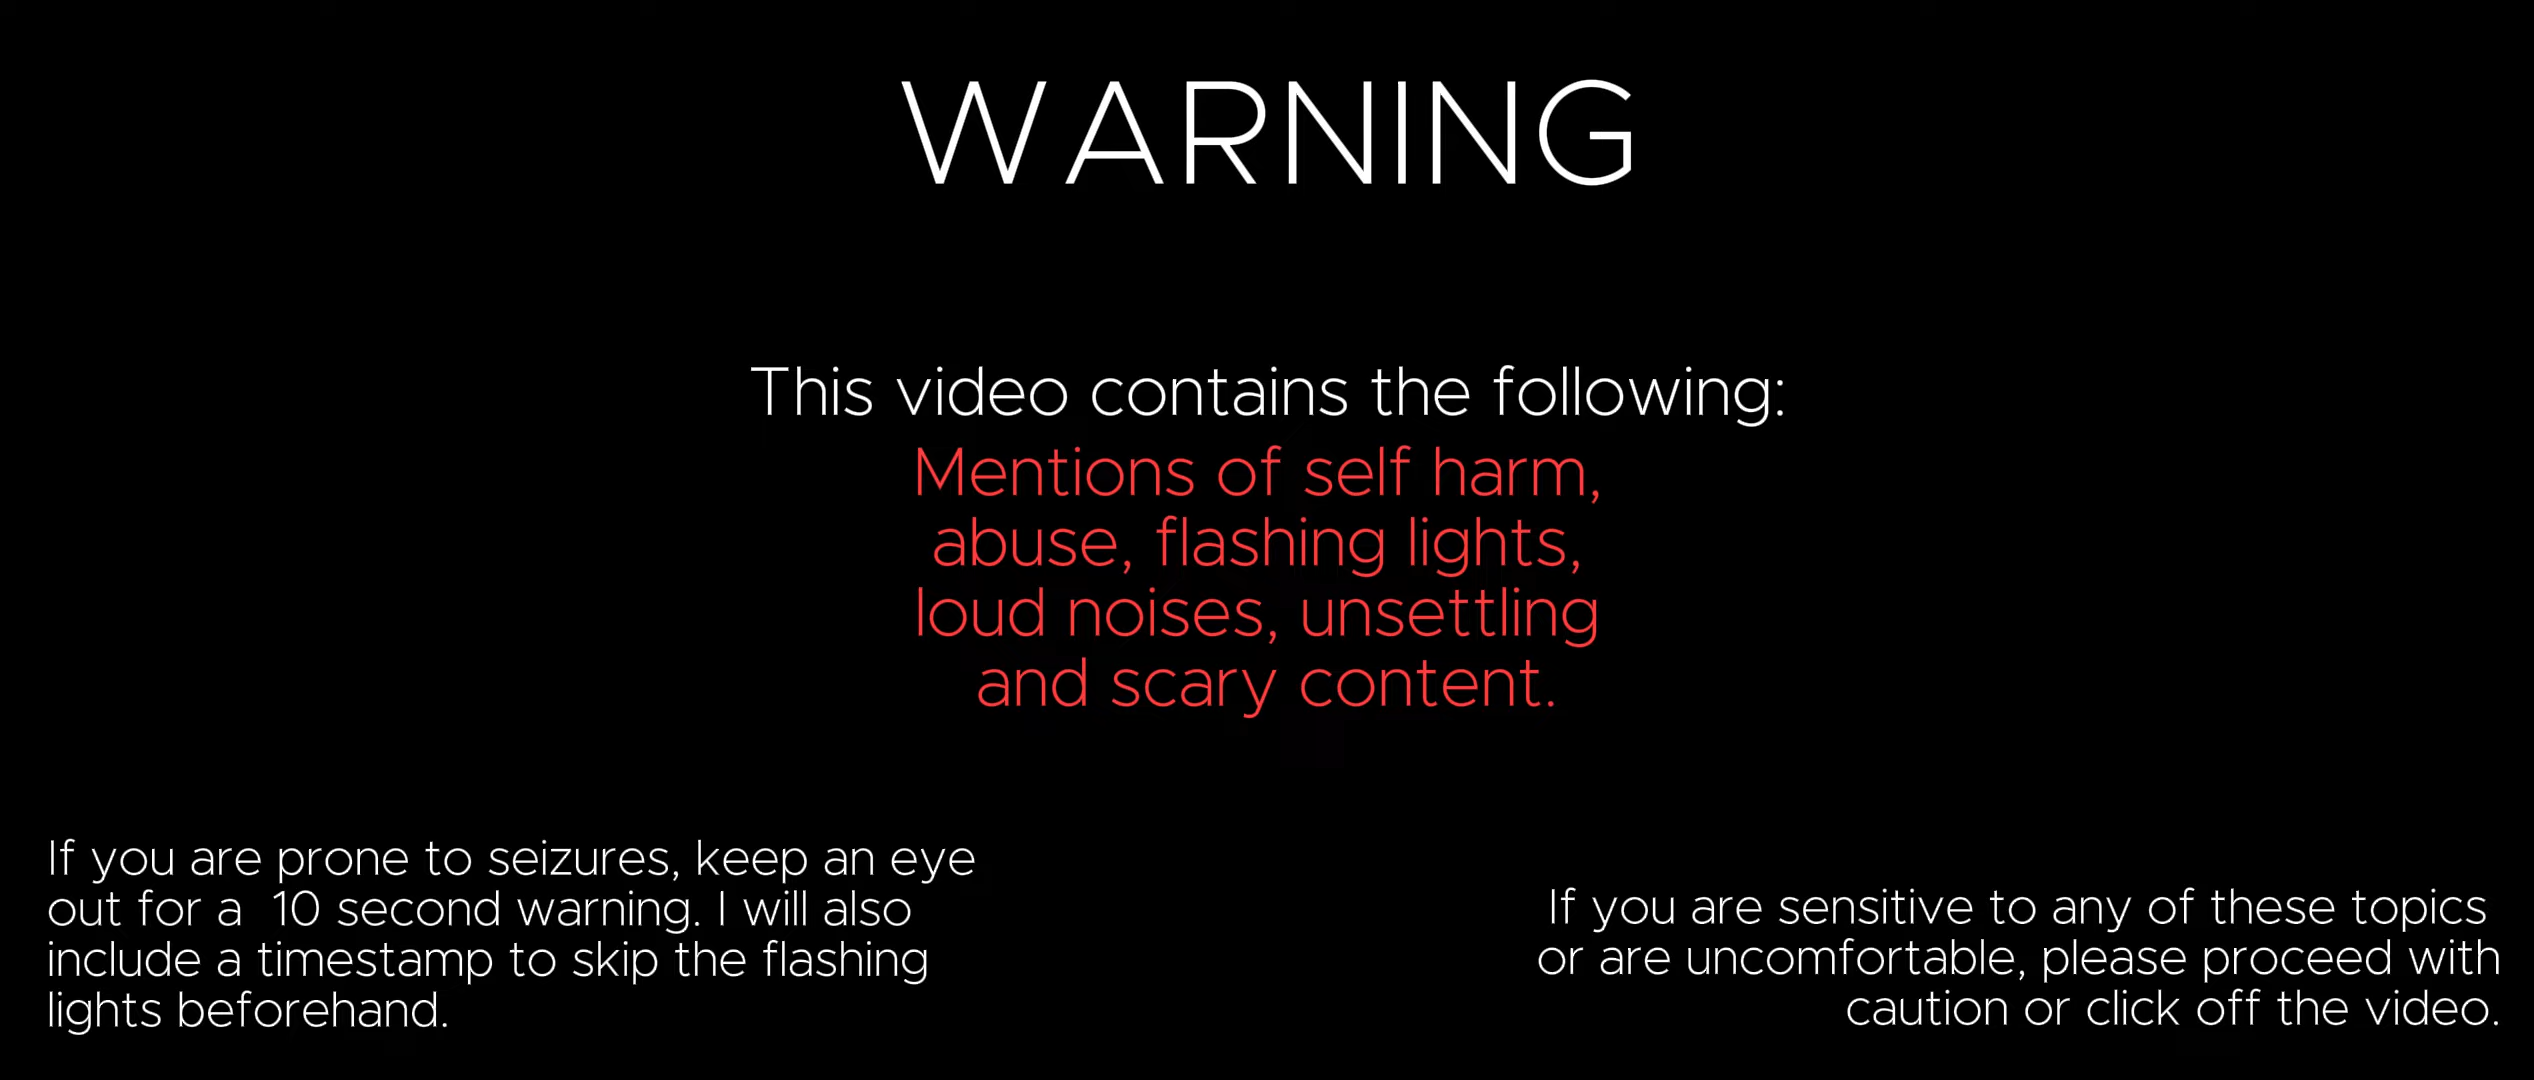 WARNING
This video contains the following:
Mentions of self harm,
abuse, flashing lights,
loud noises, unsettling
and scary content.
If you are prone to seizures, keep an eye
out for a  10 second warning. I will also
include a timestamp to skip the flashing
lights beforehand.
If you are sensitive to any of these topics
or are uncomfortable, please proceed with
caution or click off the video.